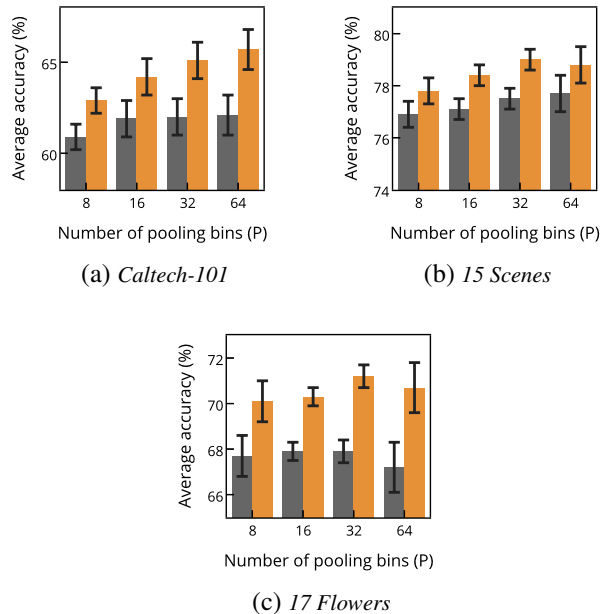 Average accuracy (%)
65
60
8 16 32 64
Number of pooling bins (P)
(a) Caltech-101
Average accuracy (%)
80
78
76
74
8 16 32 64
Number of pooling bins (P)
(b) 15 Scenes
Average accuracy (%)
72
70
68
66
8 16 32 64
Number of pooling bins (P)
(c) 17 Flowers